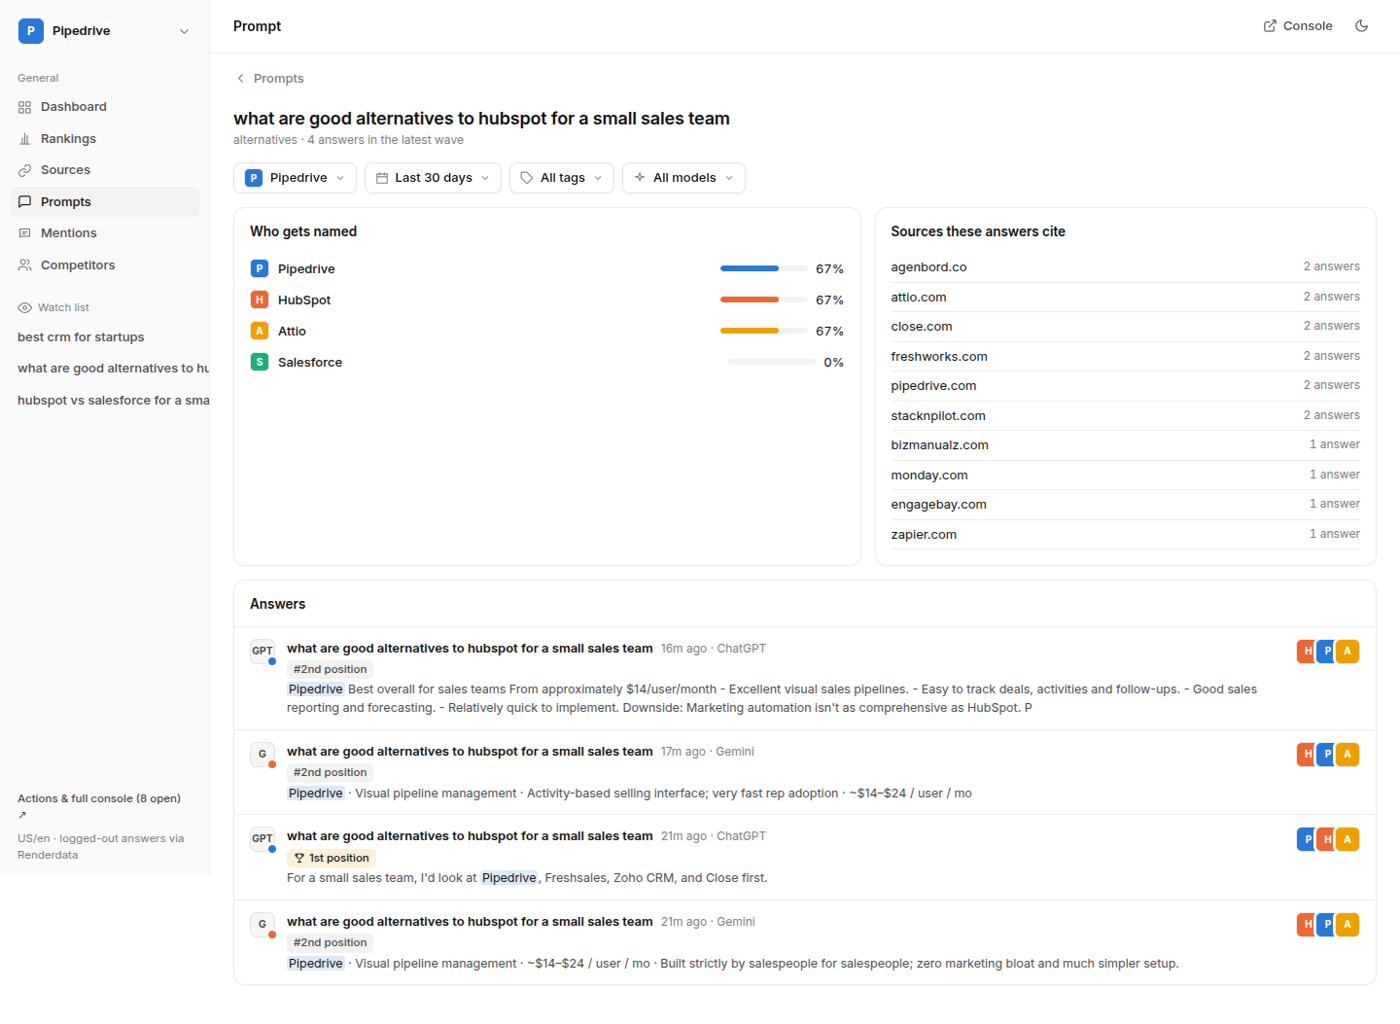 P Pipedrive
General
Dashboard
Rankings
Sources
Prompts
Mentions
Competitors
Watch list
best crm for startups
what are good alternatives to hu
hubspot vs salesforce for a sma
Actions & full console (8 open)
↗
US/en · logged-out answers via
Renderdata
Prompt
Console
Prompts
what are good alternatives to hubspot for a small sales team
alternatives · 4 answers in the latest wave
P Pipedrive
Last 30 days
All tags
All models
Who gets named
P Pipedrive 67%
H HubSpot 67%
A Attio 67%
S Salesforce 0%
Sources these answers cite
agenbord.co 2 answers
attio.com 2 answers
close.com 2 answers
freshworks.com 2 answers
pipedrive.com 2 answers
stacknpilot.com 2 answers
bizmanualz.com 1 answer
monday.com 1 answer
engagebay.com 1 answer
zapier.com 1 answer
Answers
GPT what are good alternatives to hubspot for a small sales team 16m ago · ChatGPT H P A
#2nd position
Pipedrive Best overall for sales teams From approximately $14/user/month - Excellent visual sales pipelines. - Easy to track deals, activities and follow-ups. - Good sales
reporting and forecasting. - Relatively quick to implement. Downside: Marketing automation isn't as comprehensive as HubSpot. P
G what are good alternatives to hubspot for a small sales team 17m ago · Gemini H P A
#2nd position
Pipedrive · Visual pipeline management · Activity-based selling interface; very fast rep adoption · ~$14–$24 / user / mo
GPT what are good alternatives to hubspot for a small sales team 21m ago · ChatGPT P H A
1st position
For a small sales team, I'd look at Pipedrive, Freshsales, Zoho CRM, and Close first.
G what are good alternatives to hubspot for a small sales team 21m ago · Gemini H P A
#2nd position
Pipedrive · Visual pipeline management · ~$14–$24 / user / mo · Built strictly by salespeople for salespeople; zero marketing bloat and much simpler setup.